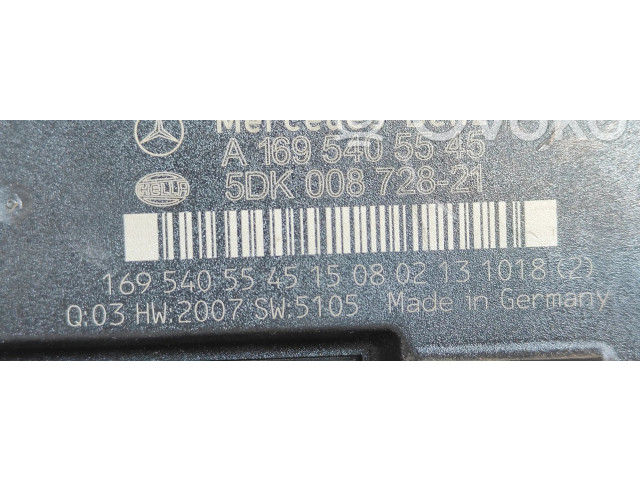 A 169 540 55 45
HELLA
5DK 008 728-21
169 540 55 45 15 08 02 13 1018 (2)
Q:03 HW:2007 SW:5105 Made in Germany